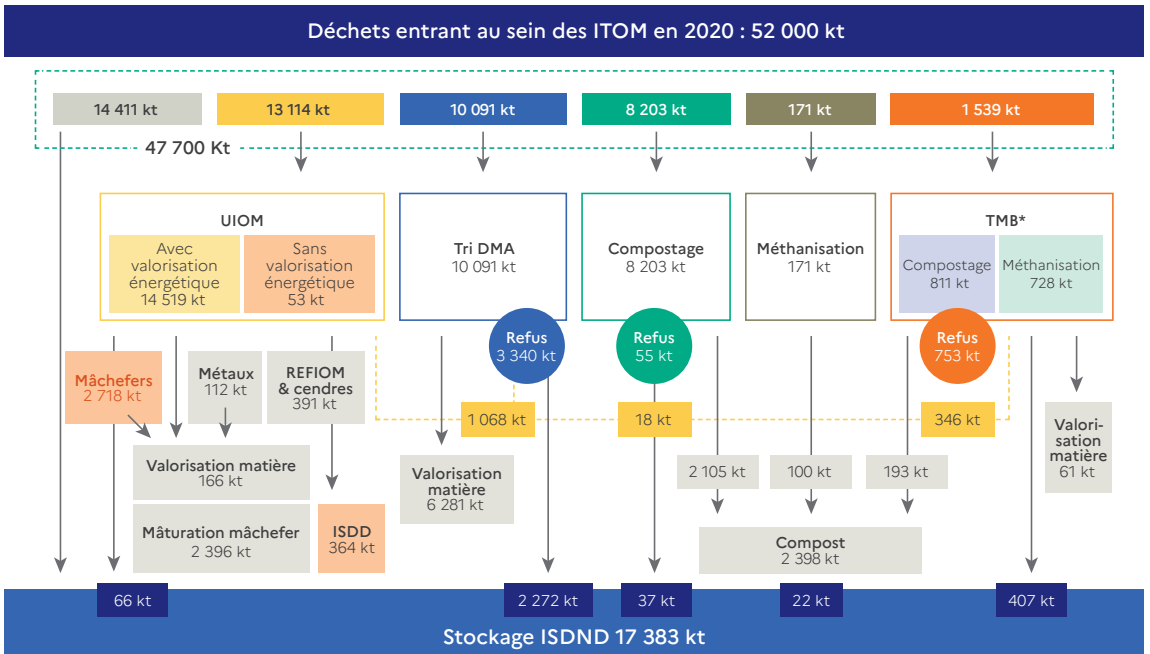 Déchets entrant au sein des ITOM en 2020 : 52 000 kt
14 411 kt
13 114 kt
10 091 kt
8 203 kt
171 kt
1 539 kt
47 700 Kt
UIOM
Avec
valorisation
énergétique
14 519 kt
Sans
valorisation
énergétique
53 kt
Tri DMA
10 091 kt
Compostage
8 203 kt
Méthanisation
171 kt
TMB*
Compostage
811 kt
Méthanisation
728 kt
Refus
3 340 kt
Refus
55 kt
Refus
753 kt
Mâchefers
2 718 kt
Métaux
112 kt
REFIOM
& cendres
391 kt
1 068 kt
18 kt
346 kt
Valorisation matière
166 kt
Mâturation mâchefer
2 396 kt
ISDD
364 kt
Valorisation
matière
6 281 kt
2 105 kt
100 kt
193 kt
Compost
2 398 kt
Valori-
sation
matière
61 kt
66 kt
2 272 kt
37 kt
22 kt
407 kt
Stockage ISDND 17 383 kt